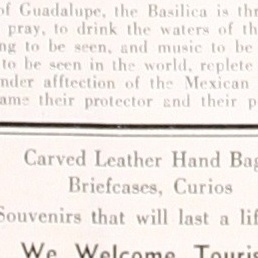 of Guadalupe, the Basilica is thr
pray, to drink the waters of th
ng to be seen, and music to be
to be seen in the world, replete
nder afftection of the Mexican
ame their protector and their p
Carved Leather Hand Bag
Briefcases, Curios
Souvenirs that will last a lif
We Welcome Touris